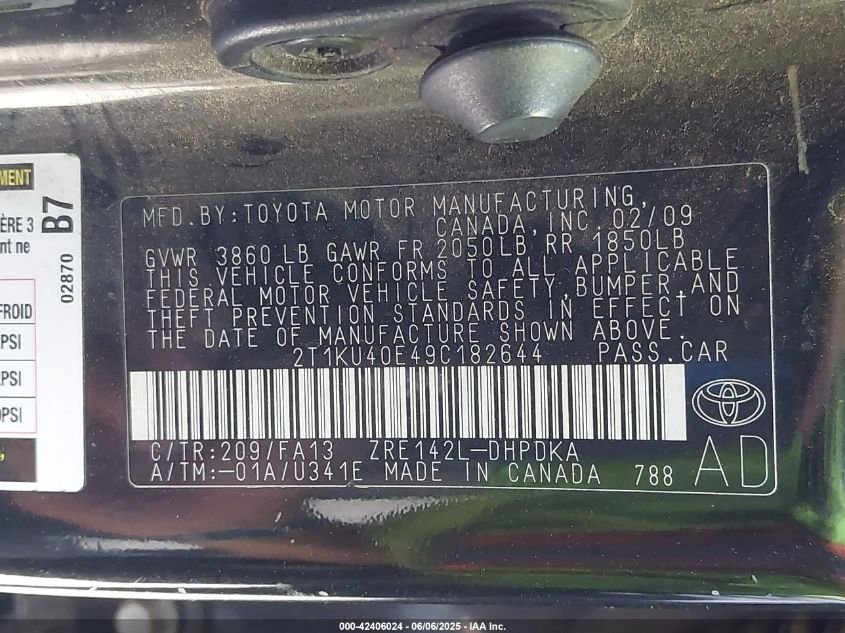 MENT
ÈRE 3
nt ne
B7
02870
FROID
PSI
PSI
PSI
MFD.BY:TOYOTA MOTOR MANUFACTURING,
CANADA,INC. 02/09
GVWR 3860 LB GAWR FR 2050LB,RR 1850LB
THIS VEHICLE CONFORMS TO ALL APPLICABLE
FEDERAL MOTOR VEHICLE SAFETY,BUMPER,AND
THEFT PREVENTION STANDARDS IN EFFECT ON
THE DATE OF MANUFACTURE SHOWN ABOVE.
2T1KU40E49C182644 PASS.CAR
C/TR:209/FA13 ZRE142L-DHPDKA
A/TM:-01A/U341E MADE IN CANADA 788
AD
000-42406024 | 06/06/2025 - IAA Inc.